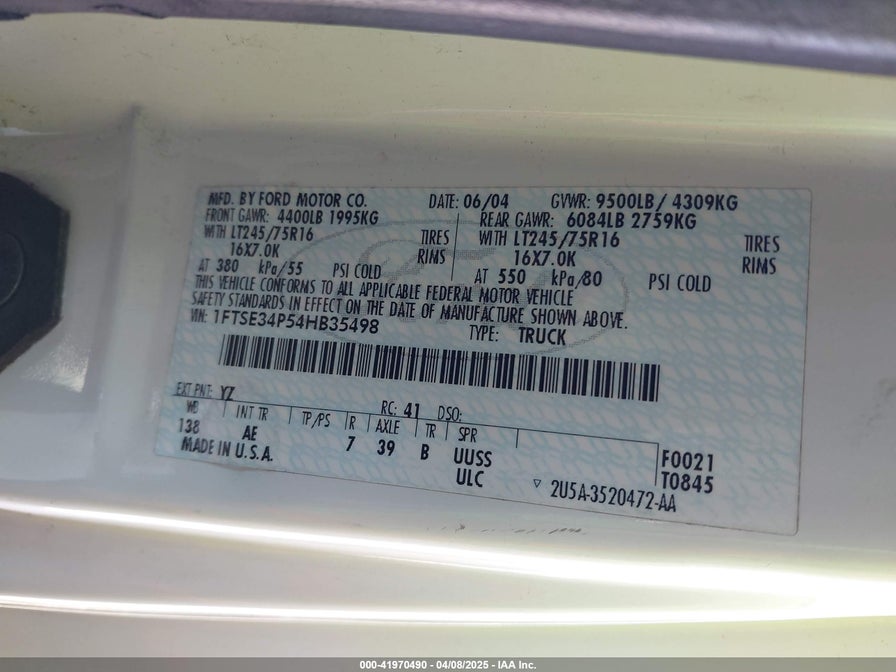 MFD. BY FORD MOTOR CO. DATE: 06/04 GVWR: 9500LB/ 4309KG
FRONT GAWR: 4400LB 1995KG REAR GAWR: 6084LB 2759KG
WITH LT245/75R16 TIRES WITH LT245/75R16 TIRES
16X7.0K RIMS 16X7.0K RIMS
AT 380 kPa/55 PSI COLD AT 550 kPa/80 PSI COLD
THIS VEHICLE CONFORMS TO ALL APPLICABLE FEDERAL MOTOR VEHICLE
SAFETY STANDARDS IN EFFECT ON THE DATE OF MANUFACTURE SHOWN ABOVE.
VIN: 1FTSE34P54HB35498 TYPE: TRUCK
EXT PNT: YZ RC: 41 DSO:
WB INT TR TP/PS R AXLE TR SPR
138 AE 7 39 B UUSS F0021
MADE IN U.S.A. ULC T0845
▽ 2U5A-3520472-AA
000-41970490 - 04/08/2025 - IAA Inc.